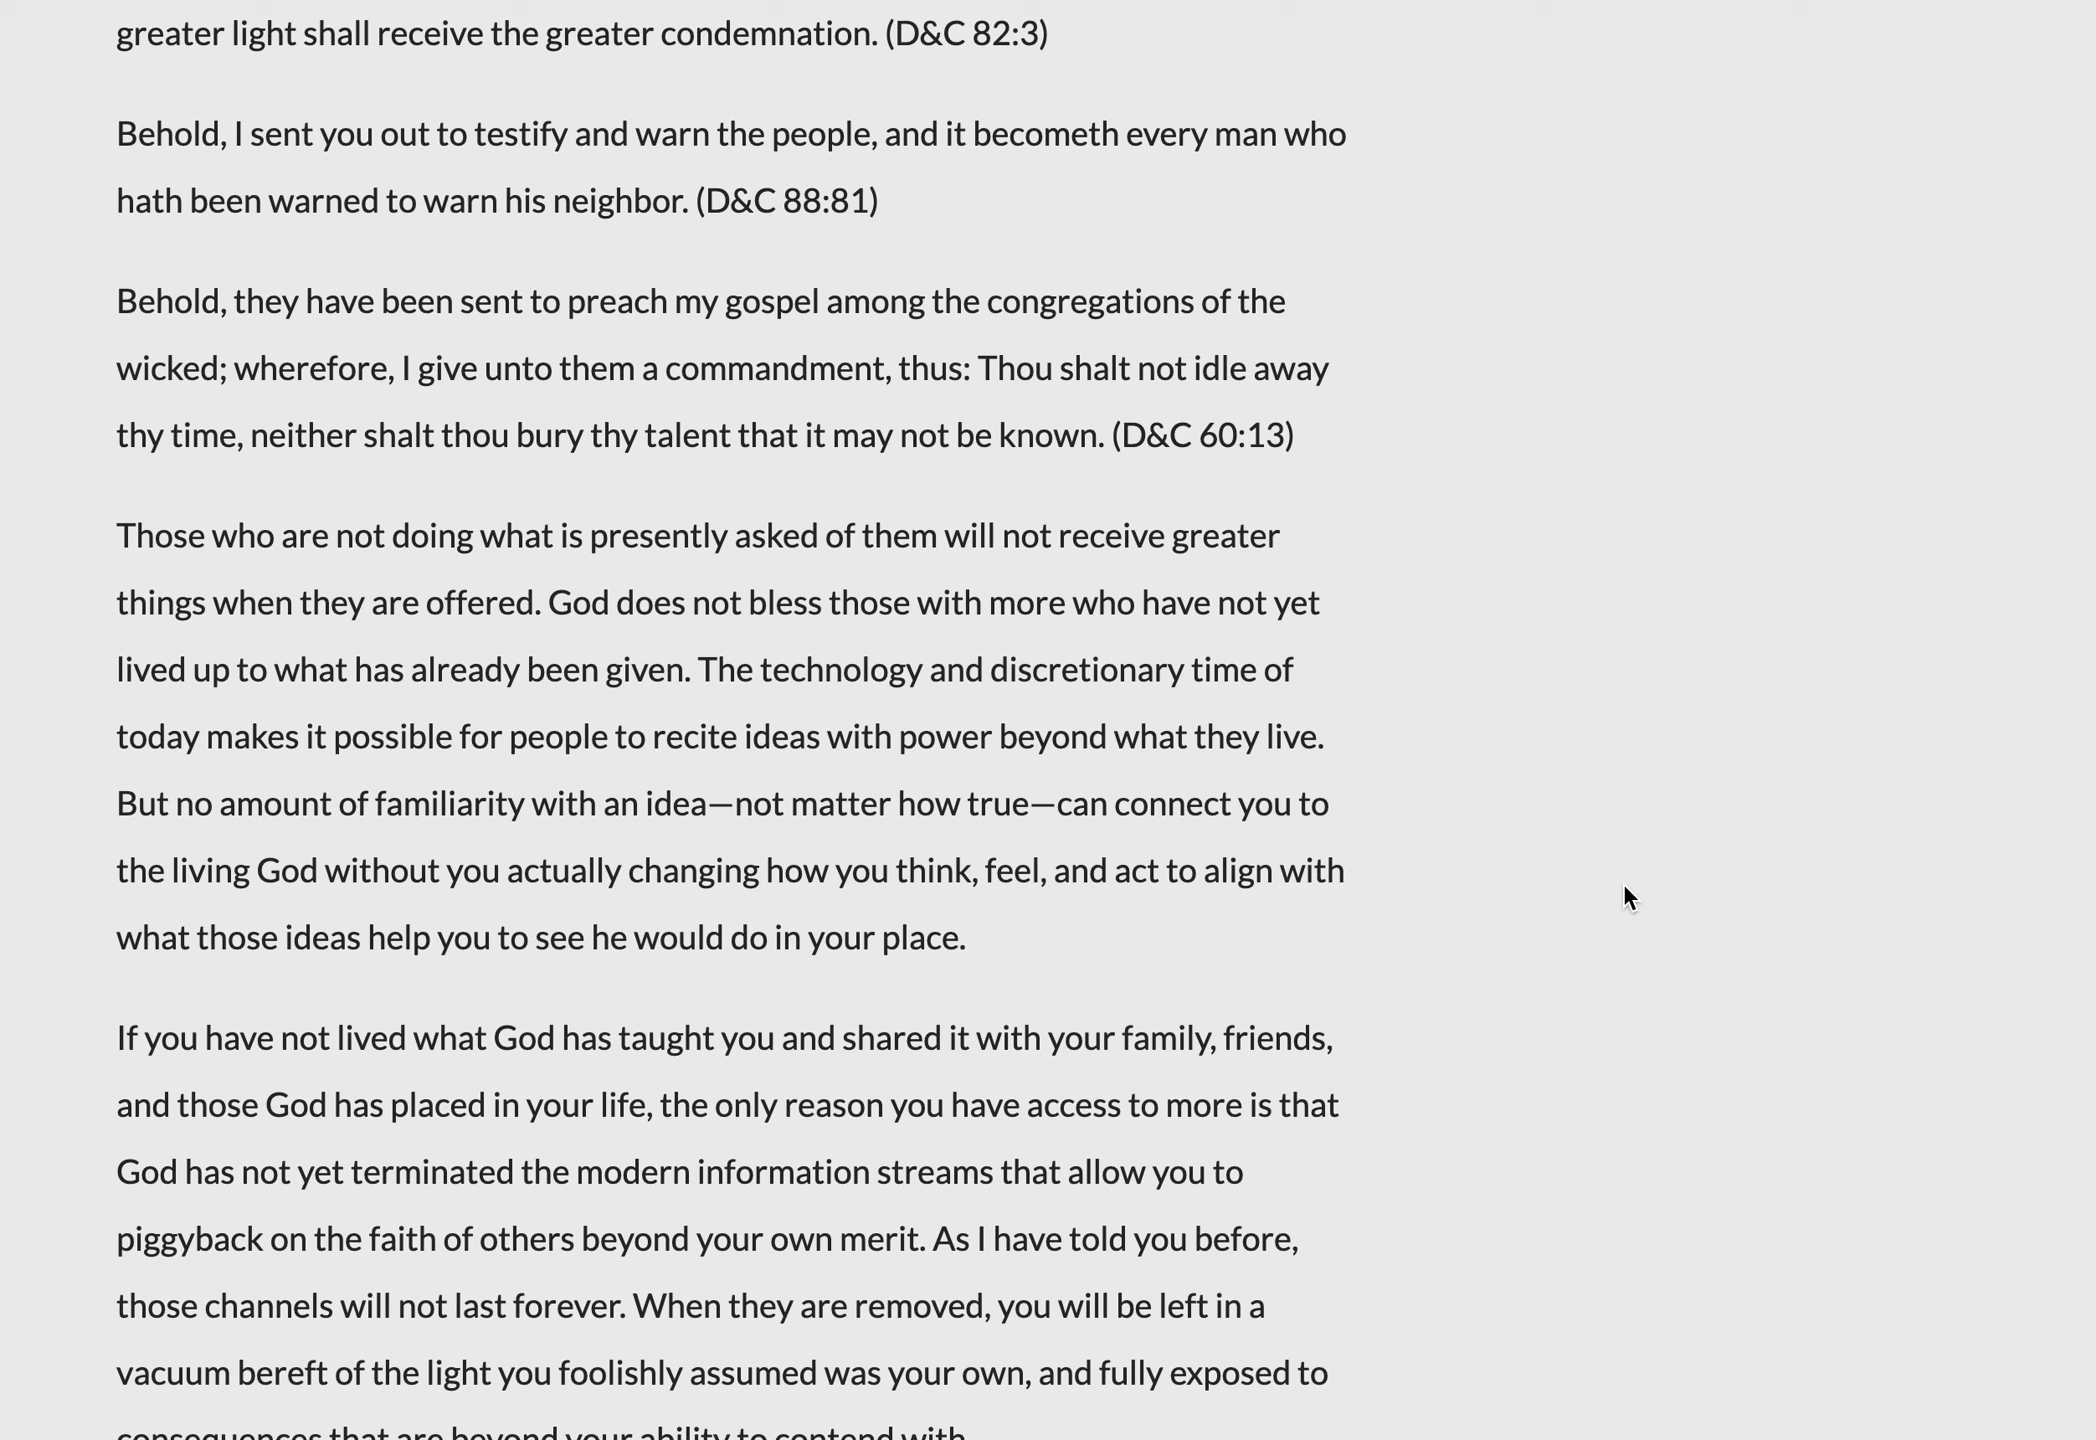 greater light shall receive the greater condemnation. (D&C 82:3)
Behold, I sent you out to testify and warn the people, and it becometh every man who
hath been warned to warn his neighbor. (D&C 88:81)
Behold, they have been sent to preach my gospel among the congregations of the
wicked; wherefore, I give unto them a commandment, thus: Thou shalt not idle away
thy time, neither shalt thou bury thy talent that it may not be known. (D&C 60:13)
Those who are not doing what is presently asked of them will not receive greater
things when they are offered. God does not bless those with more who have not yet
lived up to what has already been given. The technology and discretionary time of
today makes it possible for people to recite ideas with power beyond what they live.
But no amount of familiarity with an idea—not matter how true—can connect you to
the living God without you actually changing how you think, feel, and act to align with
what those ideas help you to see he would do in your place.
If you have not lived what God has taught you and shared it with your family, friends,
and those God has placed in your life, the only reason you have access to more is that
God has not yet terminated the modern information streams that allow you to
piggyback on the faith of others beyond your own merit. As I have told you before,
those channels will not last forever. When they are removed, you will be left in a
vacuum bereft of the light you foolishly assumed was your own, and fully exposed to
consequences that are beyond your ability to contend with.